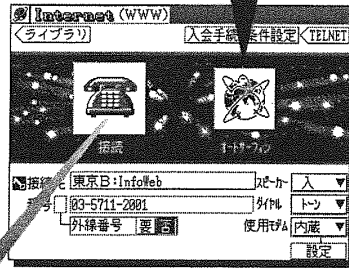 Internet (WWW)
ライブラリ 入会手続 条件設定 TELNET
接続 オートサーフィン
接続先 東京B:InfoWeb スピーカー 入 ▼
番号 03-5711-2001 ダイヤル トーン ▼
外線番号 要 否 使用モデム 内蔵 ▼
設定